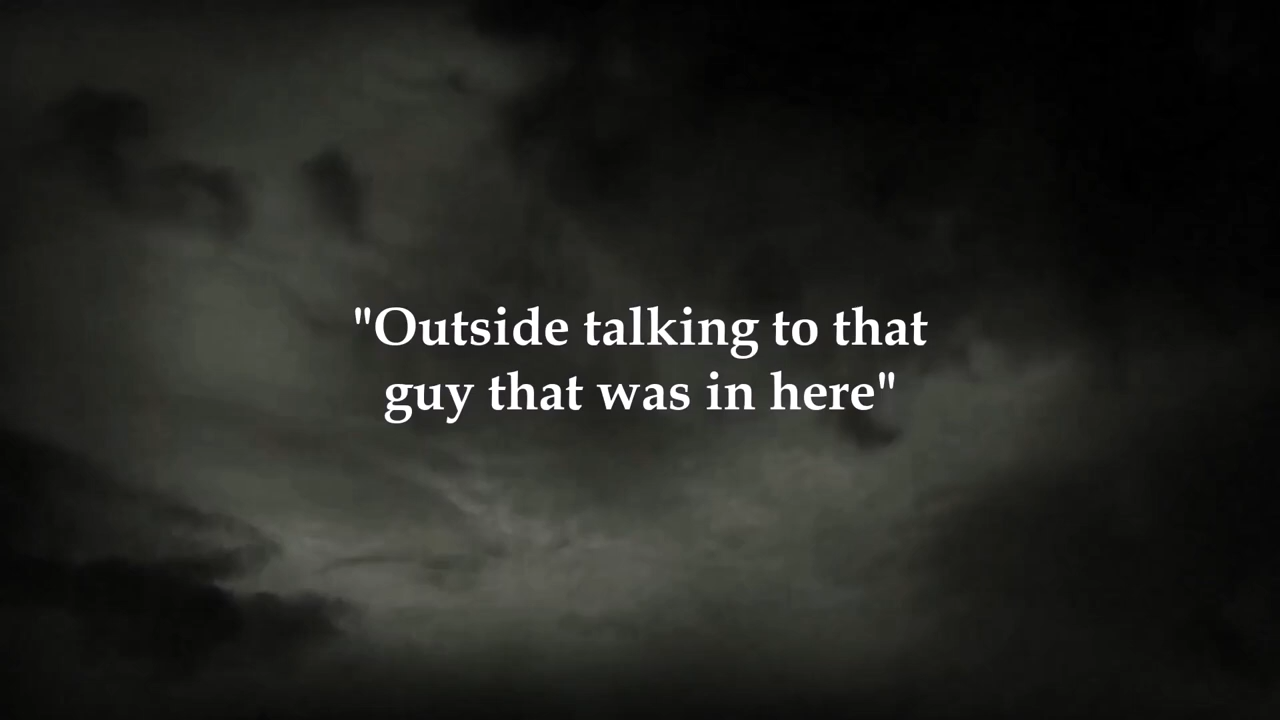 "Outside talking to that
guy that was in here"